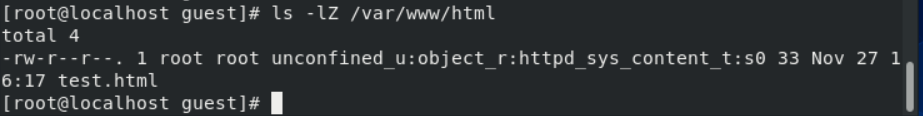 [root@localhost guest]# ls -lZ /var/www/html
total 4
-rw-r--r--. 1 root root unconfined_u:object_r:httpd_sys_content_t:s0 33 Nov 27 1
6:17 test.html
[root@localhost guest]#